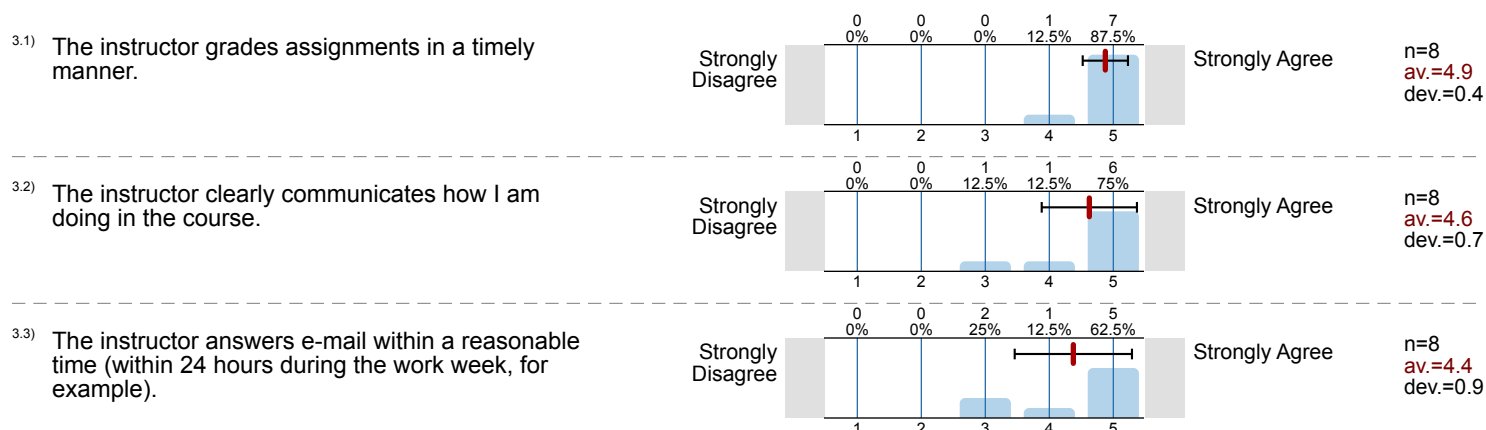 3.1) The instructor grades assignments in a timely
manner.
0 0 0 1 7
0% 0% 0% 12.5% 87.5%
Strongly
Disagree
Strongly Agree
1 2 3 4 5
n=8
av.=4.9
dev.=0.4
3.2) The instructor clearly communicates how I am
doing in the course.
0 0 1 1 6
0% 0% 12.5% 12.5% 75%
Strongly
Disagree
Strongly Agree
1 2 3 4 5
n=8
av.=4.6
dev.=0.7
3.3) The instructor answers e-mail within a reasonable
time (within 24 hours during the work week, for
example).
0 0 2 1 5
0% 0% 25% 12.5% 62.5%
Strongly
Disagree
Strongly Agree
1 2 3 4 5
n=8
av.=4.4
dev.=0.9